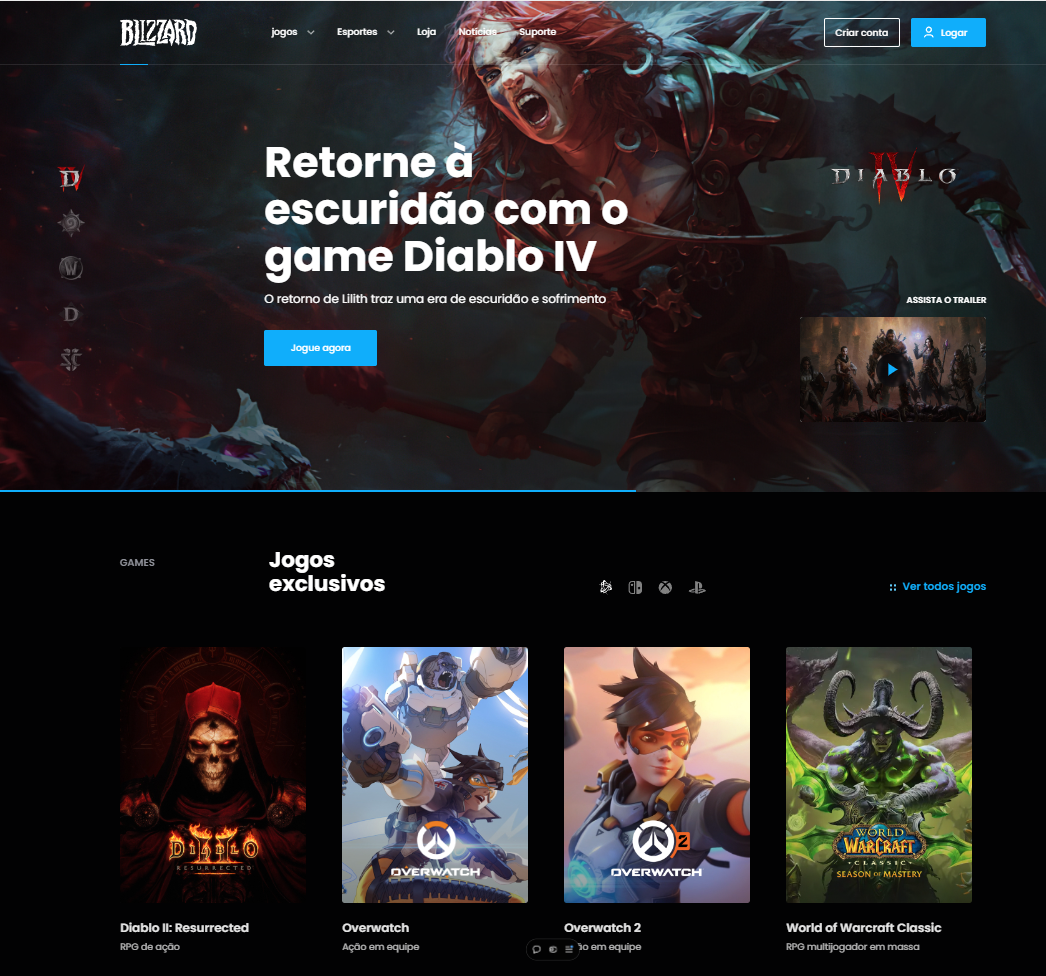 BLIZZARD
jogos
Esportes
Loja
Notícias
Suporte
Criar conta
Logar
Retorne à
escuridão com o
game Diablo IV
O retorno de Lilith traz uma era de escuridão e sofrimento
Jogue agora
D
W
D
DIABLO
IV
ASSISTA O TRAILER
GAMES
Jogos
exclusivos
Ver todos jogos
DIABLO
II
RESURRECTED
OVERWATCH
2
OVERWATCH
WORLD
WARCRAFT
CLASSIC
SEASON OF MASTERY
Diablo II: Resurrected
RPG de ação
Overwatch
Ação em equipe
Overwatch 2
em equipe
World of Warcraft Classic
RPG multijogador em massa